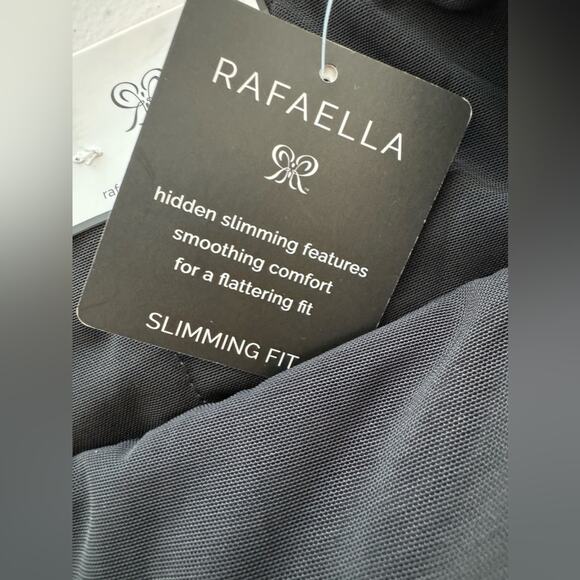 RAFAELLA
hidden slimming features
smoothing comfort
for a flattering fit
SLIMMING FIT